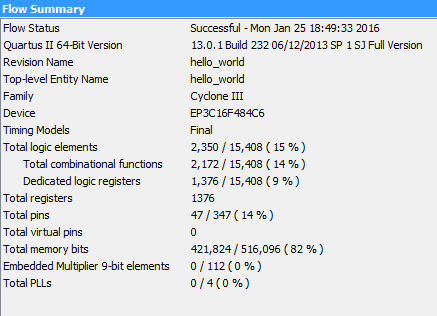 Flow Summary
Flow Status Successful - Mon Jan 25 18:49:33 2016
Quartus II 64-Bit Version 13.0.1 Build 232 06/12/2013 SP 1 SJ Full Version
Revision Name hello_world
Top-level Entity Name hello_world
Family Cyclone III
Device EP3C16F484C6
Timing Models Final
Total logic elements 2,350 / 15,408 ( 15 % )
Total combinational functions 2,172 / 15,408 ( 14 % )
Dedicated logic registers 1,376 / 15,408 ( 9 % )
Total registers 1376
Total pins 47 / 347 ( 14 % )
Total virtual pins 0
Total memory bits 421,824 / 516,096 ( 82 % )
Embedded Multiplier 9-bit elements 0 / 112 ( 0 % )
Total PLLs 0 / 4 ( 0 % )